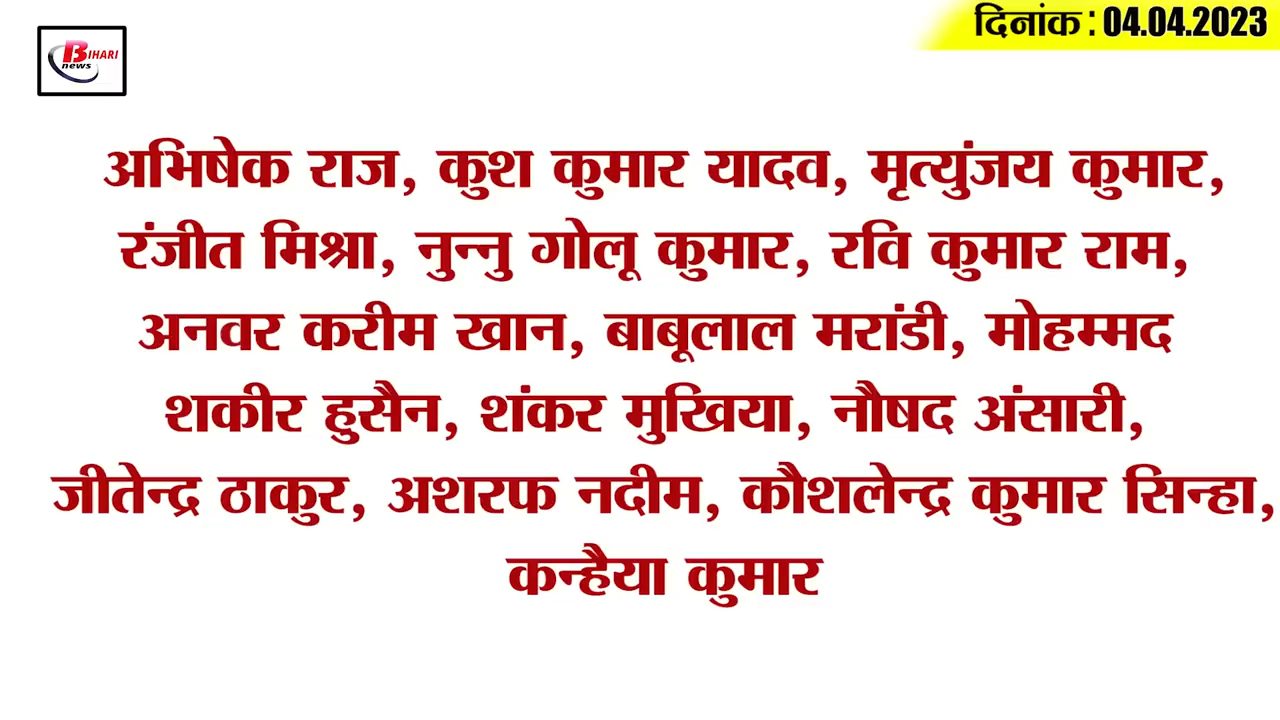 BIHARI
news
दिनांक : 04.04.2023
अभिषेक राज, कुश कुमार यादव, मृत्युंजय कुमार,
रंजीत मिश्रा, नुन्नु गोलू कुमार, रवि कुमार राम,
अनवर करीम खान, बाबूलाल मरांडी, मोहम्मद
शकीर हुसैन, शंकर मुखिया, नौषद अंसारी,
जीतेन्द्र ठाकुर, अशरफ नदीम, कौशलेन्द्र कुमार सिन्हा,
कन्हैया कुमार